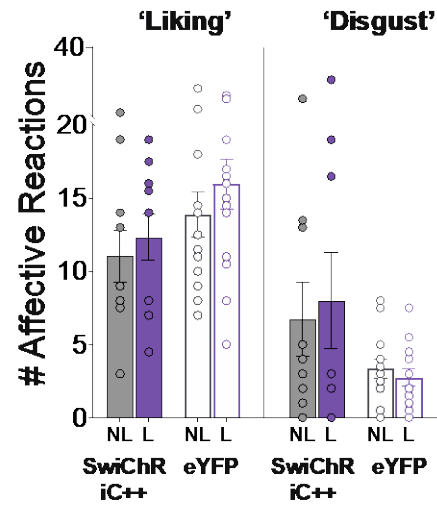 'Liking' 'Disgust'
# Affective Reactions
40
20
15
10
5
0
NL L NL L NL L NL L
SwiChR eYFP SwiChR eYFP
iC++ iC++